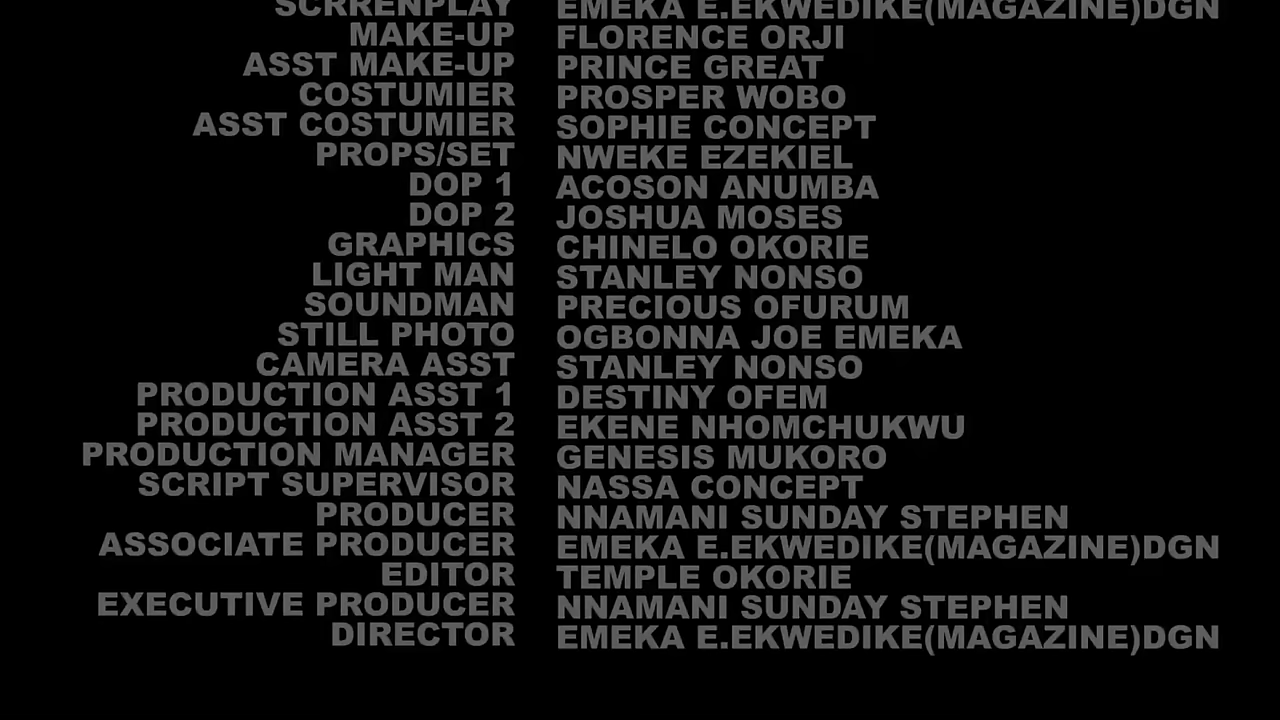 SCRRENPLAY EMEKA E.EKWEDIKE(MAGAZINE)DGN
MAKE-UP FLORENCE ORJI
ASST MAKE-UP PRINCE GREAT
COSTUMIER PROSPER WOBO
ASST COSTUMIER SOPHIE CONCEPT
PROPS/SET NWEKE EZEKIEL
DOP 1 ACOSON ANUMBA
DOP 2 JOSHUA MOSES
GRAPHICS CHINELO OKORIE
LIGHT MAN STANLEY NONSO
SOUNDMAN PRECIOUS OFURUM
STILL PHOTO OGBONNA JOE EMEKA
CAMERA ASST STANLEY NONSO
PRODUCTION ASST 1 DESTINY OFEM
PRODUCTION ASST 2 EKENE NHOMCHUKWU
PRODUCTION MANAGER GENESIS MUKORO
SCRIPT SUPERVISOR NASSA CONCEPT
PRODUCER NNAMANI SUNDAY STEPHEN
ASSOCIATE PRODUCER EMEKA E.EKWEDIKE(MAGAZINE)DGN
EDITOR TEMPLE OKORIE
EXECUTIVE PRODUCER NNAMANI SUNDAY STEPHEN
DIRECTOR EMEKA E.EKWEDIKE(MAGAZINE)DGN